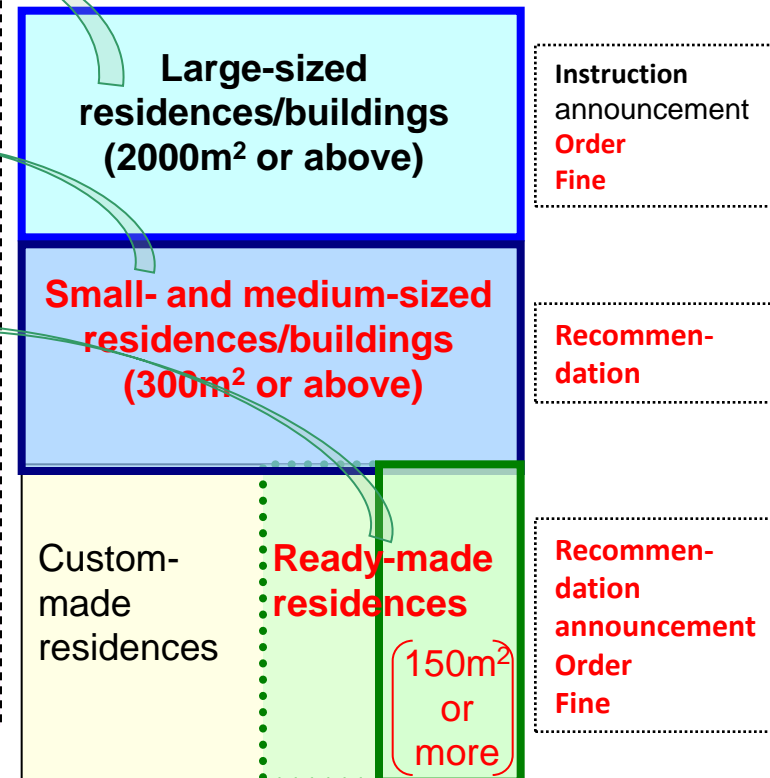 Large-sized
residences/buildings
(2000m² or above)
Instruction
announcement
Order
Fine
Small- and medium-sized
residences/buildings
(300m² or above)
Recommen-
dation
Custom-
made
residences
Ready-made
residences
150m²
or
more
Recommen-
dation
announcement
Order
Fine